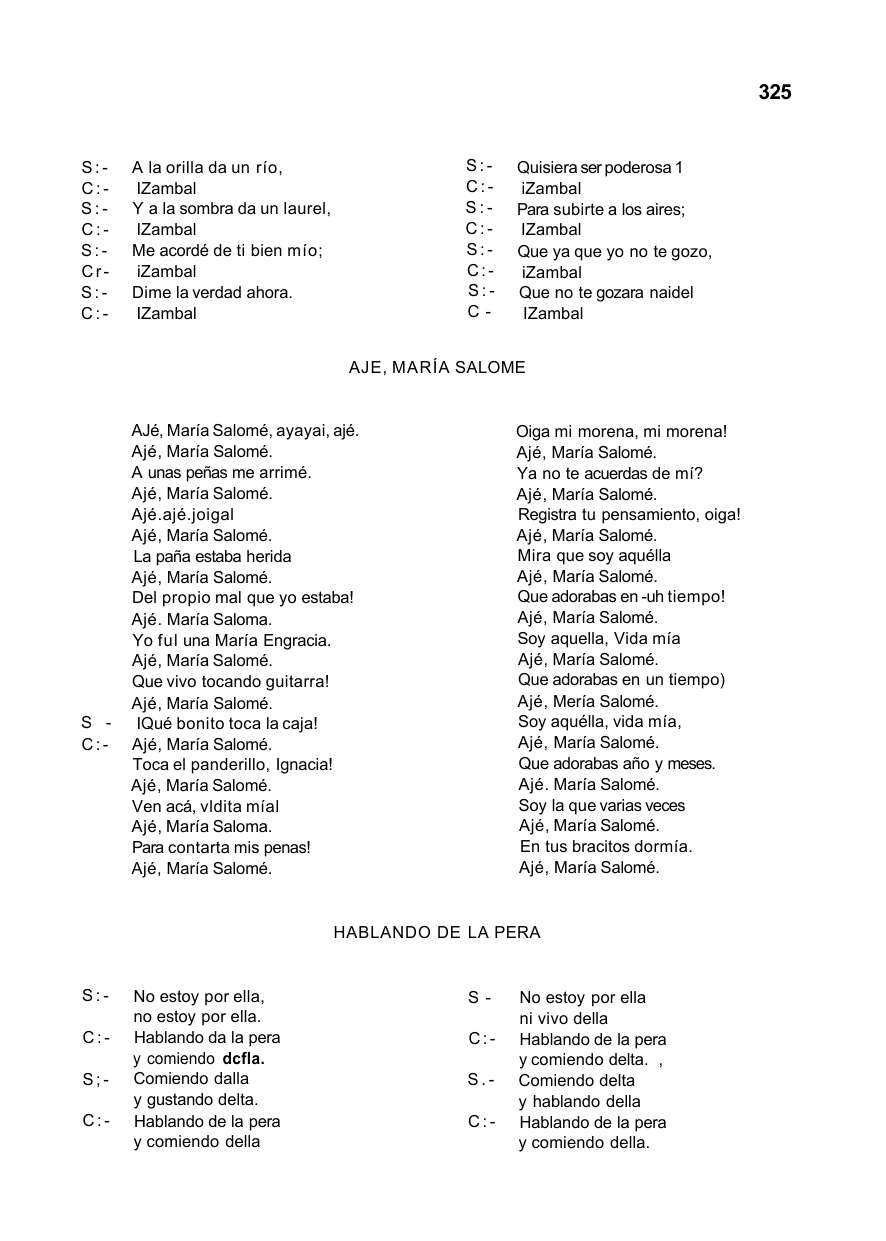 325
S:- A la orilla da un río,
C:- IZambal
S:- Y a la sombra da un laurel,
C:- IZambal
S:- Me acordé de ti bien mío;
Cr- iZambal
S:- Dime la verdad ahora.
C:- IZambal
S:- Quisiera ser poderosa 1
C:- iZambal
S:- Para subirte a los aires;
C:- IZambal
S:- Que ya que yo no te gozo,
C:- iZambal
S:- Que no te gozara naidel
C - IZambal
AJE, MARÍA SALOME
AJé, María Salomé, ayayai, ajé.
Ajé, María Salomé.
A unas peñas me arrimé.
Ajé, María Salomé.
Ajé.ajé.joigal
Ajé, María Salomé.
La paña estaba herida
Ajé, María Salomé.
Del propio mal que yo estaba!
Ajé. María Saloma.
Yo ful una María Engracia.
Ajé, María Salomé.
Que vivo tocando guitarra!
Ajé, María Salomé.
S - IQué bonito toca la caja!
C:- Ajé, María Salomé.
Toca el panderillo, Ignacia!
Ajé, María Salomé.
Ven acá, vIdita míaI
Ajé, María Saloma.
Para contarta mis penas!
Ajé, María Salomé.
Oiga mi morena, mi morena!
Ajé, María Salomé.
Ya no te acuerdas de mí?
Ajé, María Salomé.
Registra tu pensamiento, oiga!
Ajé, María Salomé.
Mira que soy aquélla
Ajé, María Salomé.
Que adorabas en -uh tiempo!
Ajé, María Salomé.
Soy aquella, Vida mía
Ajé, María Salomé.
Que adorabas en un tiempo)
Ajé, Mería Salomé.
Soy aquélla, vida mía,
Ajé, María Salomé.
Que adorabas año y meses.
Ajé. María Salomé.
Soy la que varias veces
Ajé, María Salomé.
En tus bracitos dormía.
Ajé, María Salomé.
HABLANDO DE LA PERA
S:- No estoy por ella,
no estoy por ella.
C:- Hablando da la pera
y comiendo dcfla.
S;- Comiendo dalla
y gustando delta.
C:- Hablando de la pera
y comiendo della
S - No estoy por ella
ni vivo della
C:- Hablando de la pera
y comiendo delta. ,
S.- Comiendo delta
y hablando della
C:- Hablando de la pera
y comiendo della.